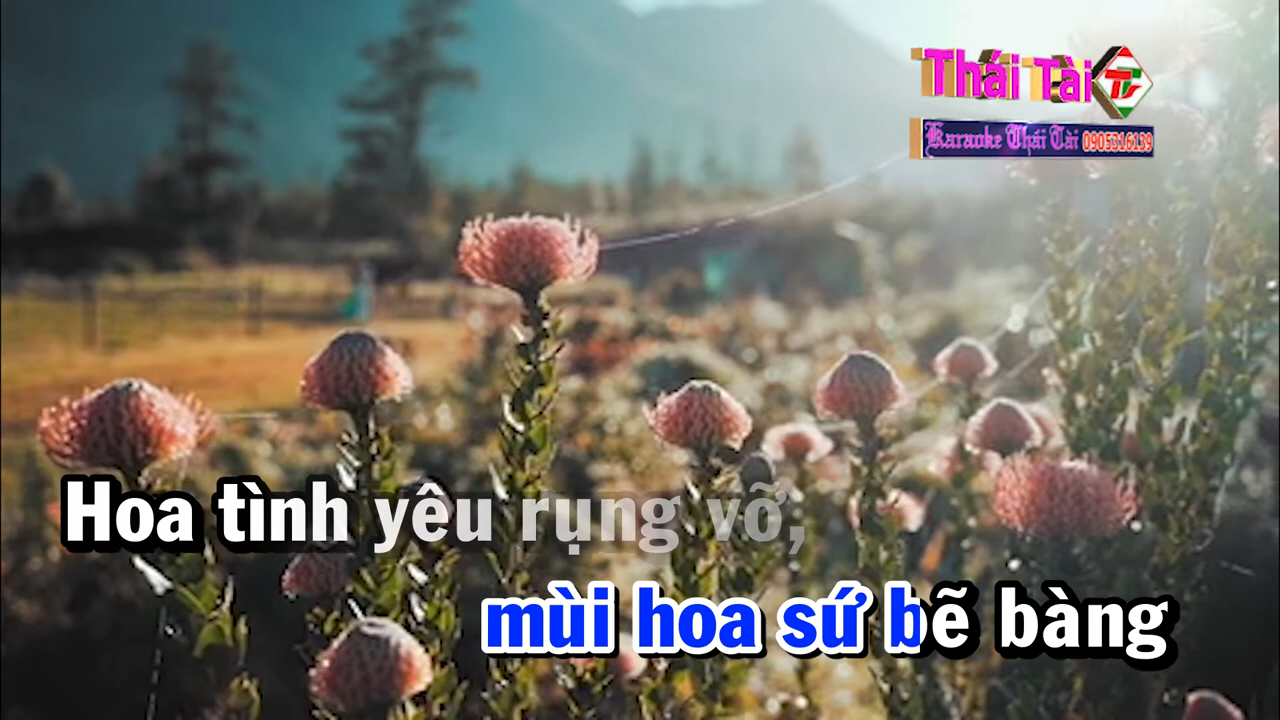 Thái Tài
Karaoke Thái Tài 0905316139
Hoa tình yêu rụng vỡ,
mùi hoa sứ bẽ bàng